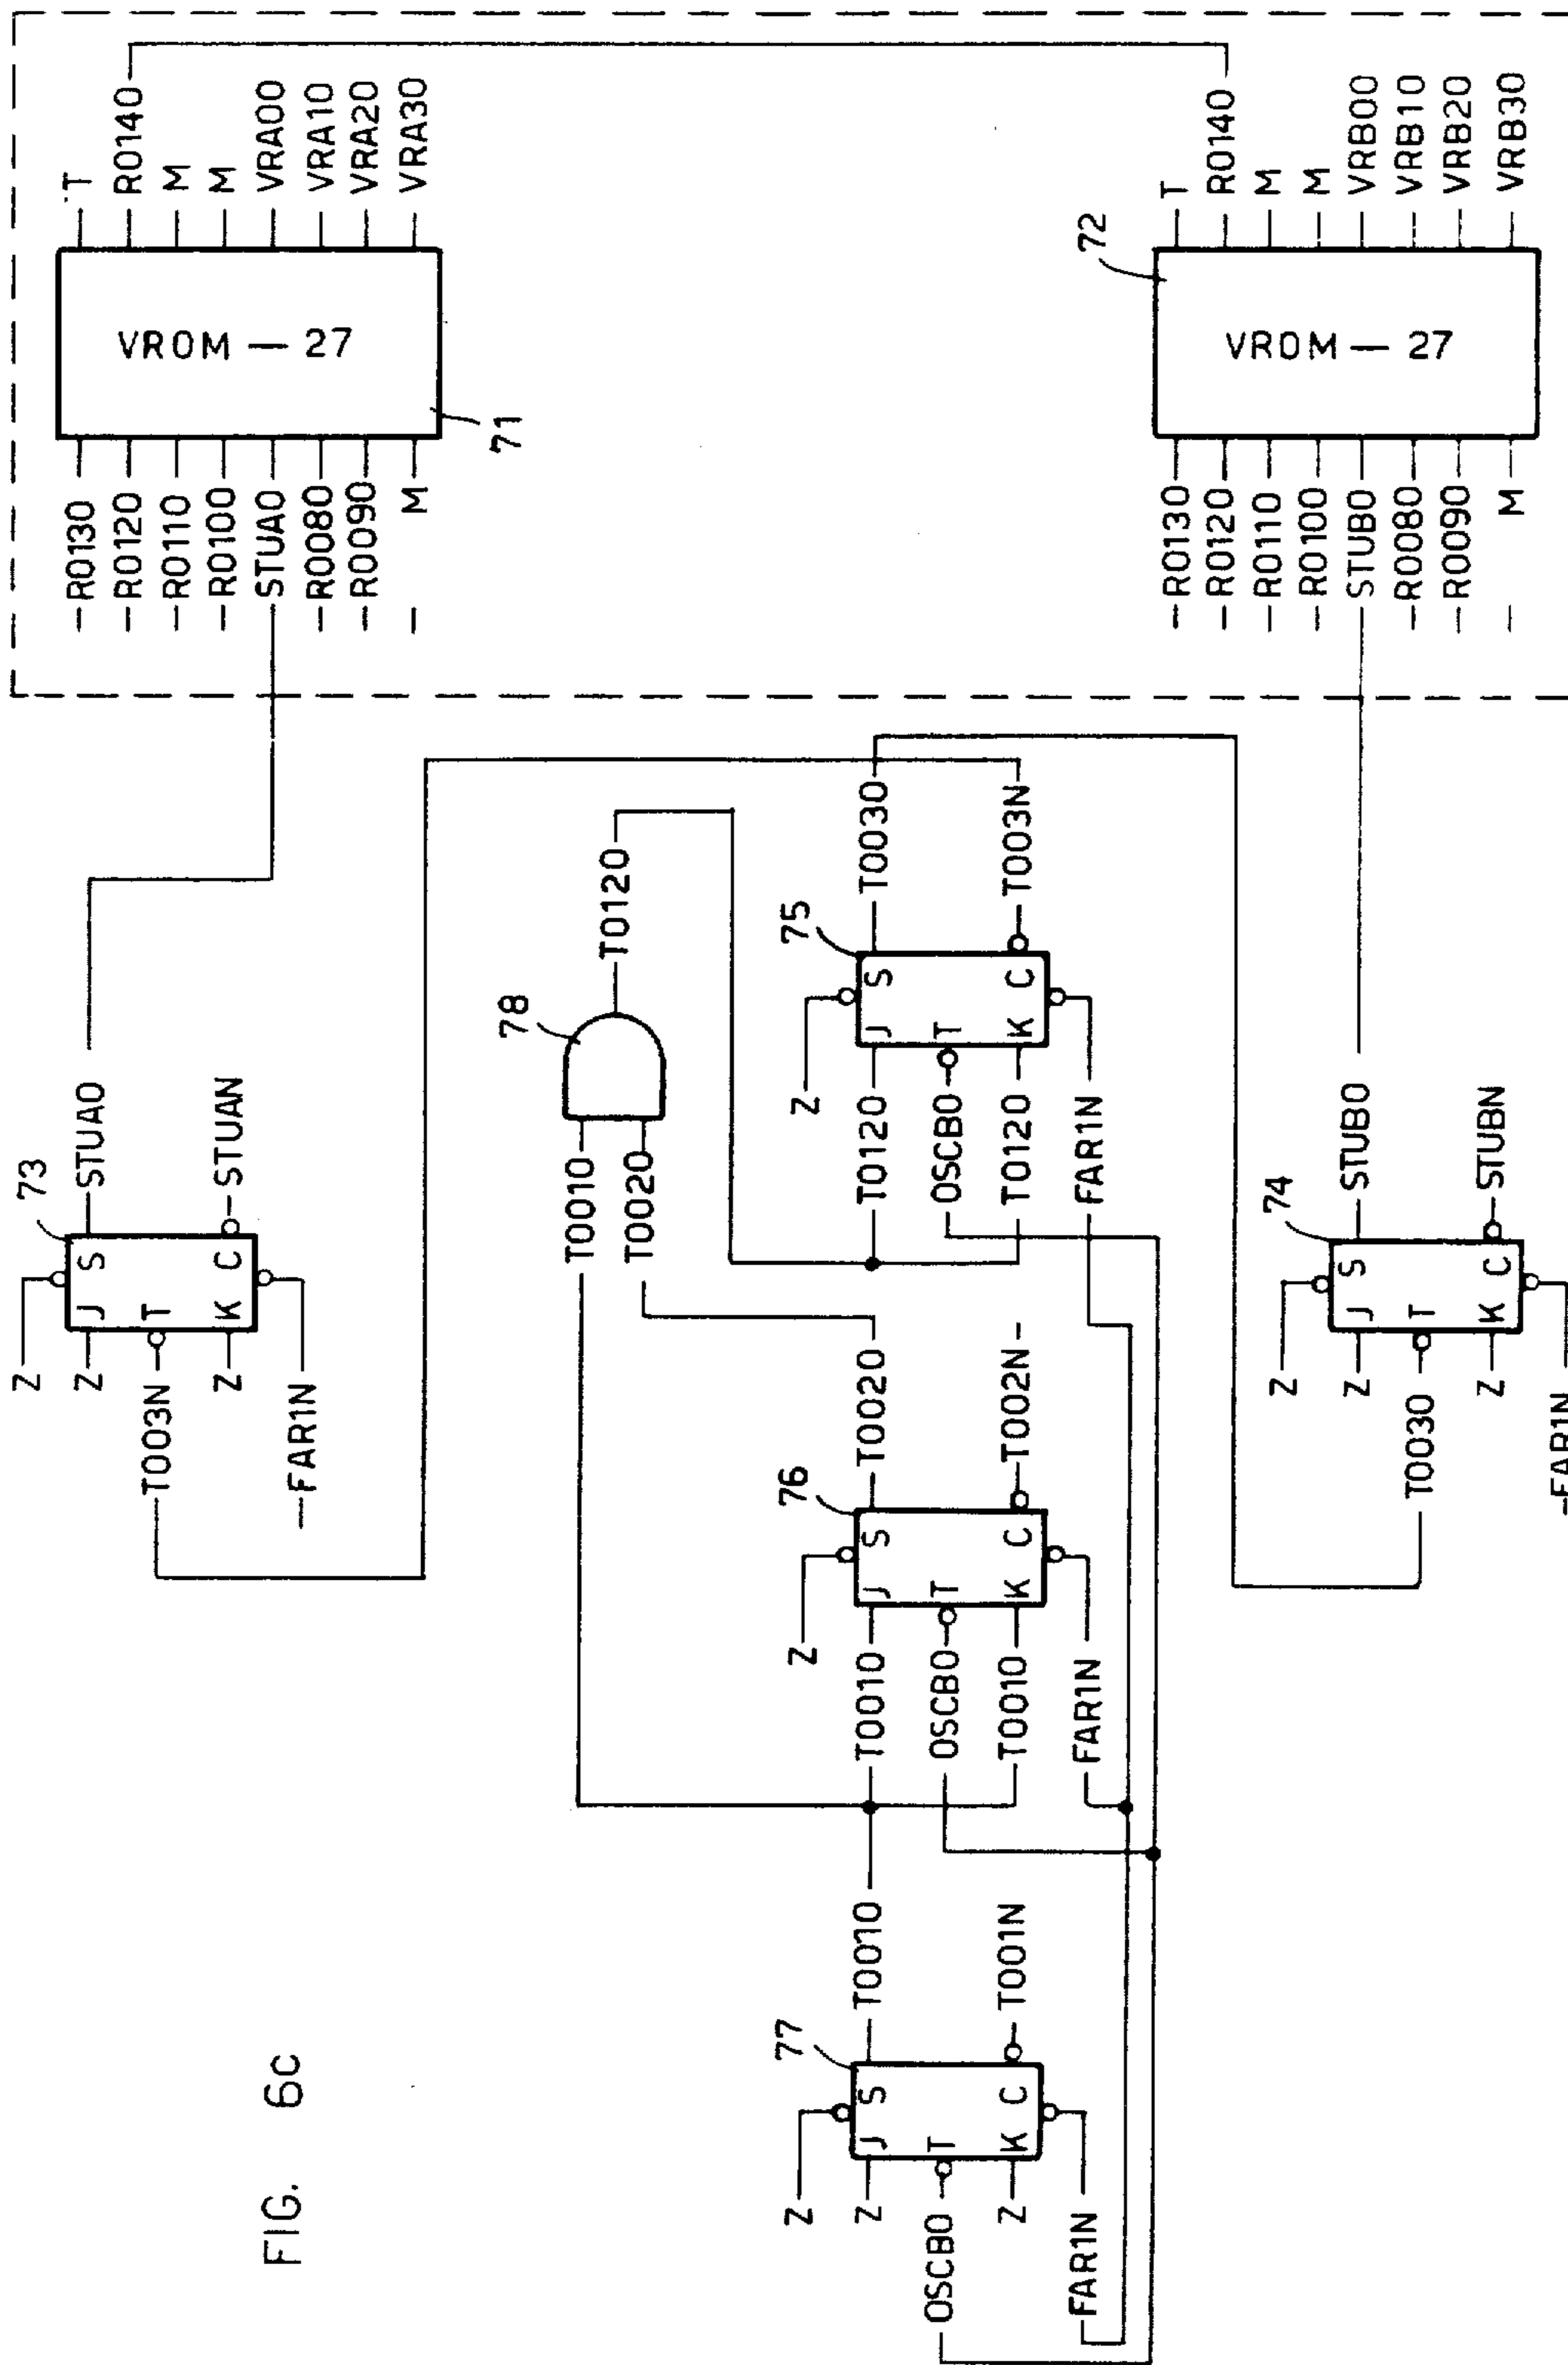 FIG. 6C
Z
Z
OSCB0
Z
FAR1N
J
S
T
K
C
77
T0010
T001N
Z
T0010
OSCB0
T0010
FAR1N
J
S
T
K
C
76
T0020
T002N
T0010
T0020
78
T0120
Z
T0120
OSCB0
T0120
FAR1N
J
S
T
K
C
75
T0030
T003N
Z
Z
T003N
Z
FAR1N
J
S
T
K
C
73
STUA0
STUAN
Z
Z
T0030
Z
FAR1N
J
S
T
K
C
74
STUB0
STUBN
R0130
R0120
R0110
R0100
STUA0
R0080
R0090
M
VROM — 27
71
T
R0140
M
M
VRA00
VRA10
VRA20
VRA30
R0130
R0120
R0110
R0100
STUB0
R0080
R0090
M
VROM — 27
72
T
R0140
M
M
VRB00
VRB10
VRB20
VRB30